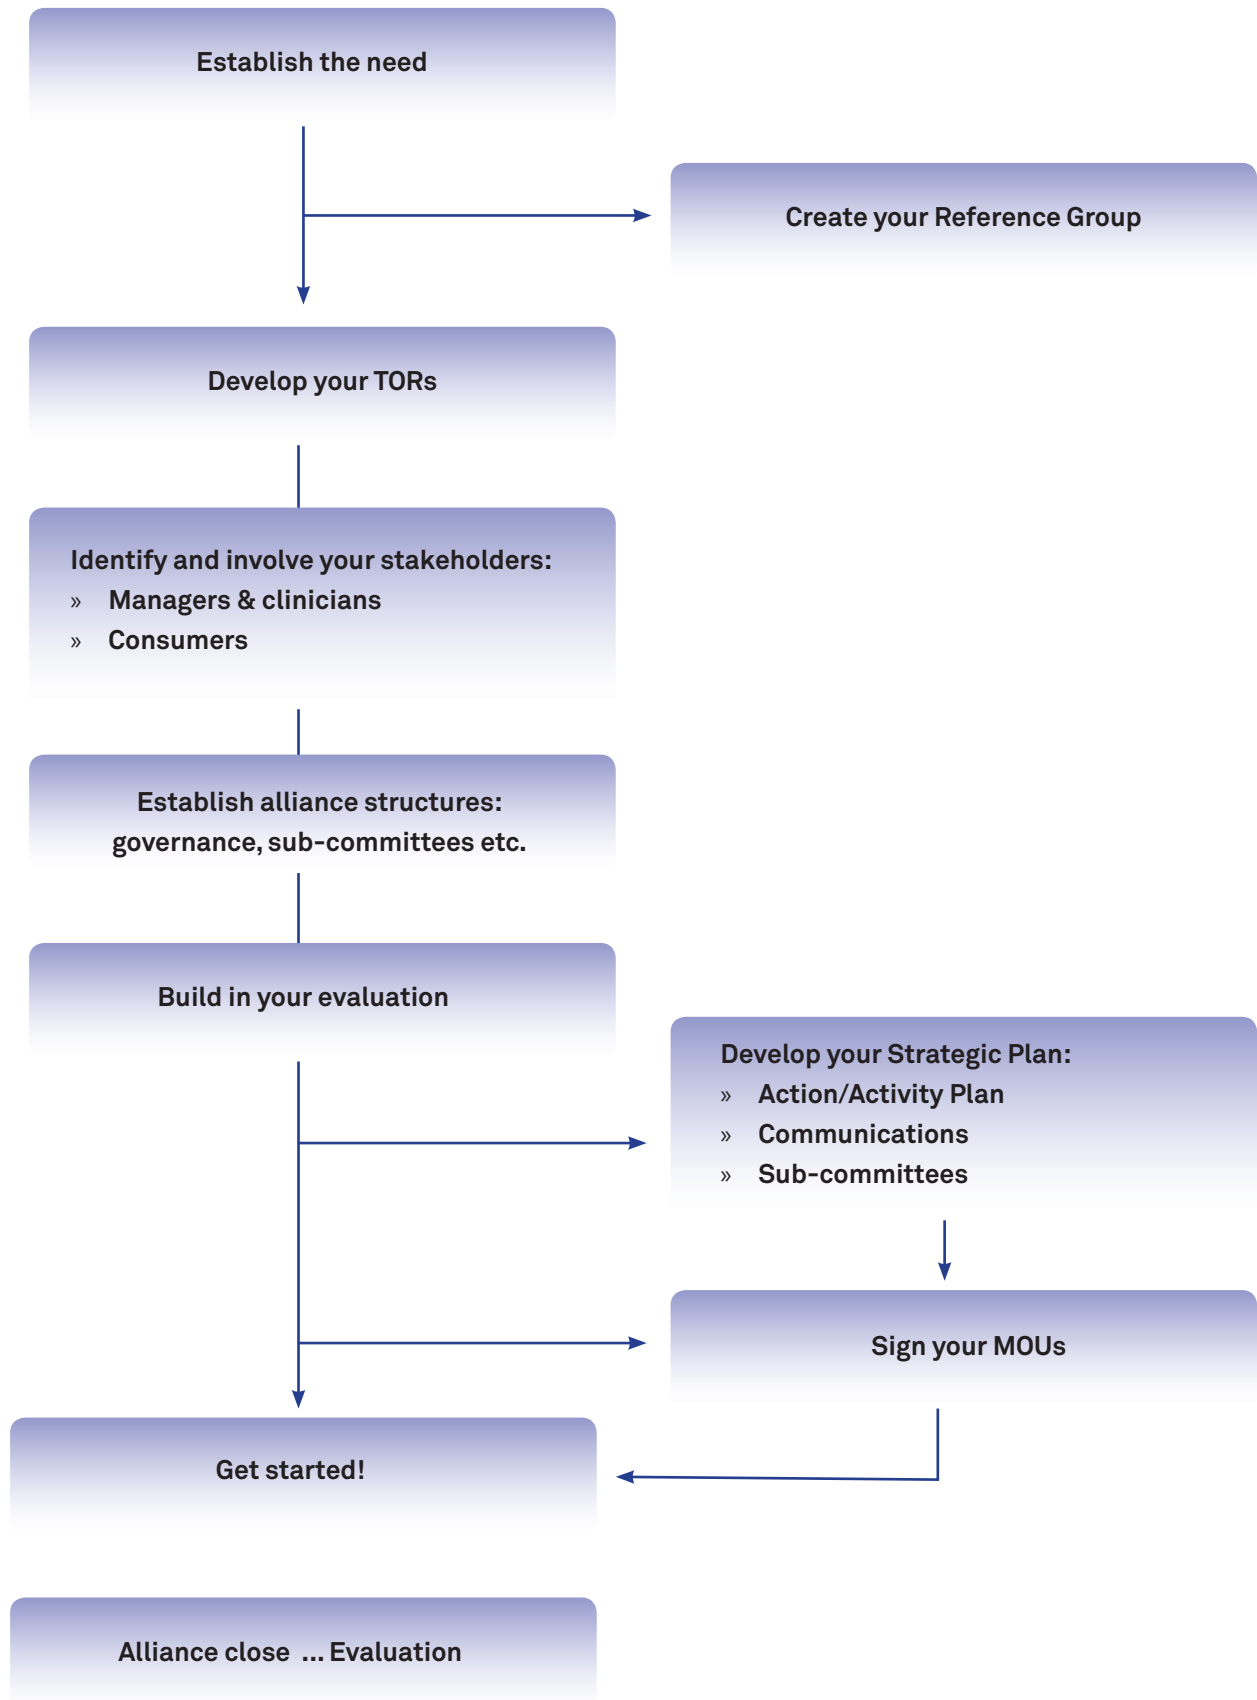 Establish the need
Create your Reference Group
Develop your TORs
Identify and involve your stakeholders:
» Managers & clinicians
» Consumers
Establish alliance structures:
governance, sub-committees etc.
Build in your evaluation
Develop your Strategic Plan:
» Action/Activity Plan
» Communications
» Sub-committees
Sign your MOUs
Get started!
Alliance close ... Evaluation